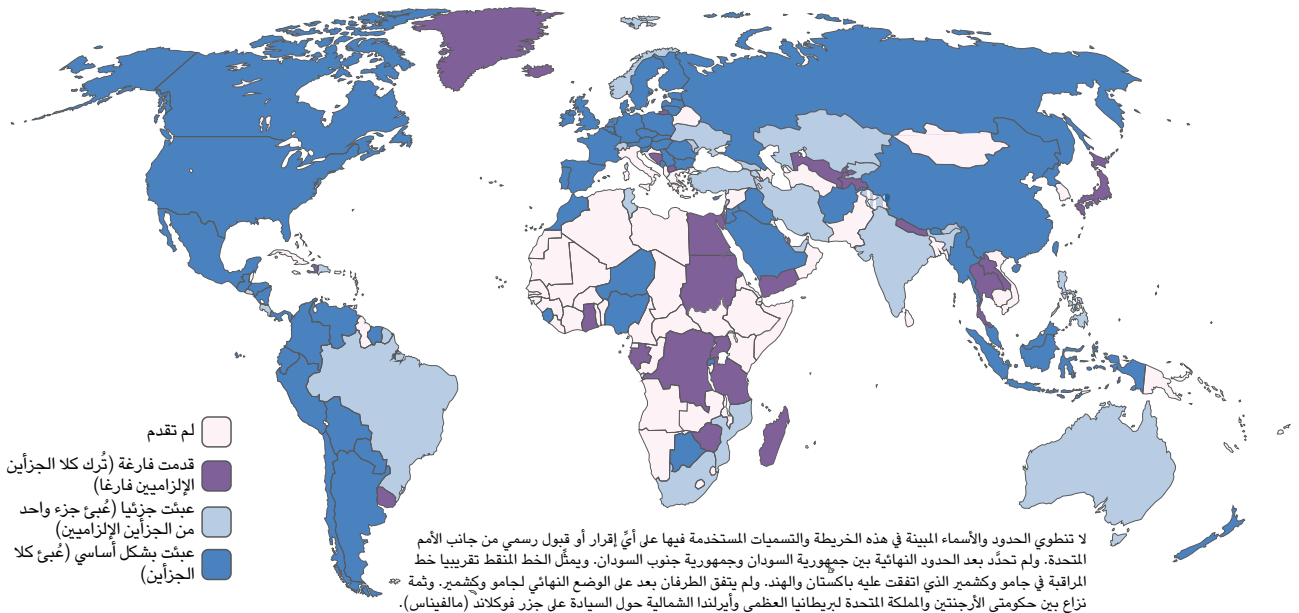 لم تقدم
قدمت فارغة (تُرك كلا الجزأين
الإلزاميين فارغا)
عبئت جزئيا (عُبئ جزء واحد
من الجزأين الإلزاميين)
عبئت بشكل أساسي (عُبئ كلا
الجزأين)
لا تنطوي الحدود والأسماء المبينة في هذه الخريطة والتسميات المستخدمة فيها على أيِّ إقرار أو قبول رسمي من جانب الأمم
المتحدة. ولم تحدَّد بعد الحدود النهائية بين جمهورية السودان وجمهورية جنوب السودان. ويمثِّل الخط المنقط تقريبيا خط
المراقبة في جامو وكشمير الذي اتفقت عليه باكستان والهند. ولم يتفق الطرفان بعد على الوضع النهائي لجامو وكشمير. وثمة
نزاع بين حكومتي الأرجنتين والمملكة المتحدة لبريطانيا العظمى وأيرلندا الشمالية حول السيادة على جزر فوكلاند (مالفيناس).